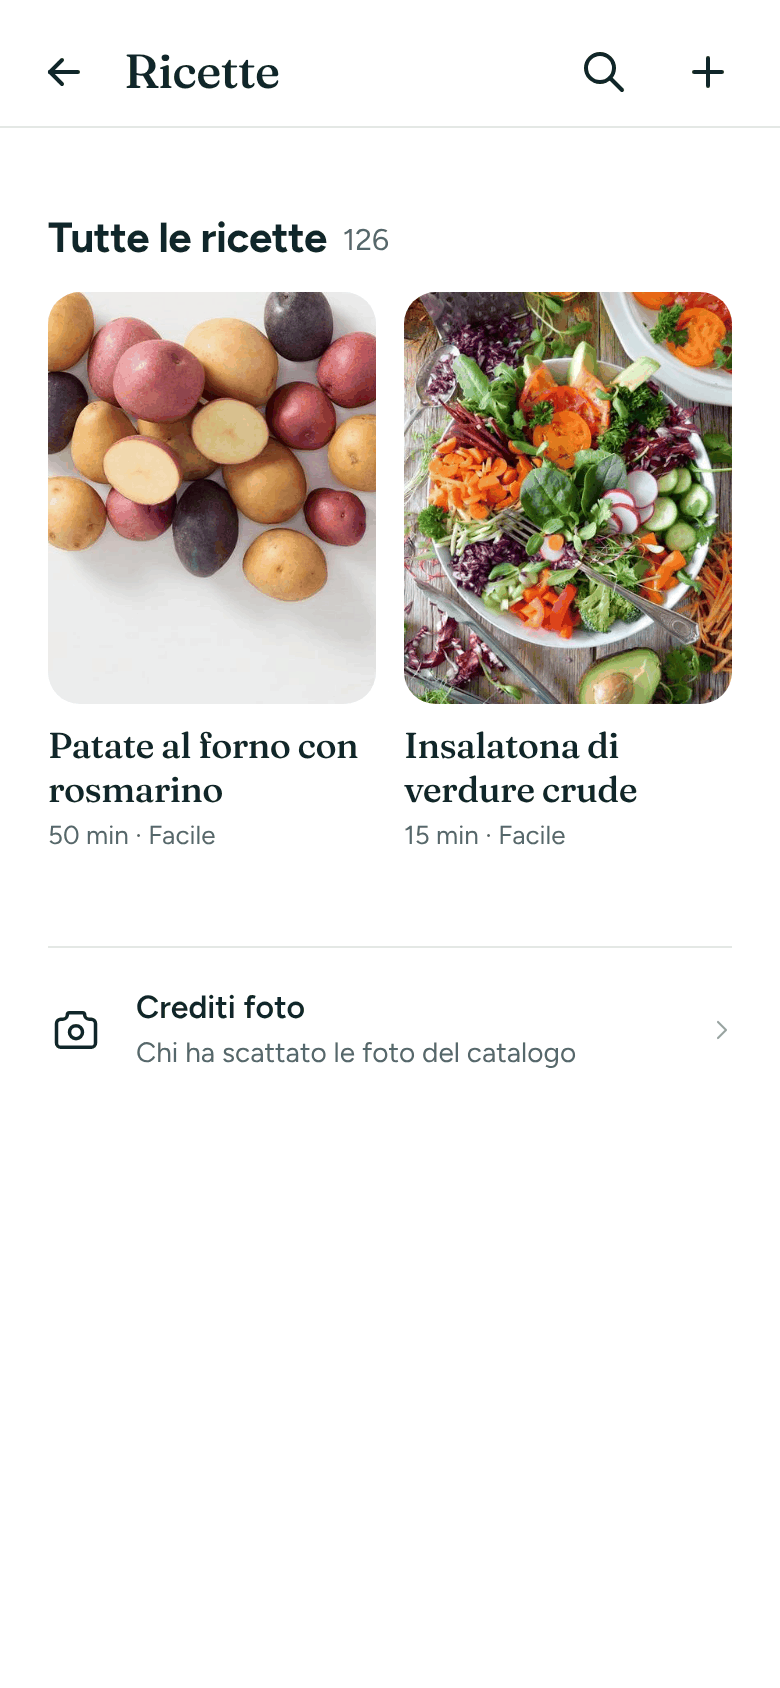 Ricette
Tutte le ricette 126
Patate al forno con
rosmarino
50 min · Facile
Insalatona di
verdure crude
15 min · Facile
Crediti foto
Chi ha scattato le foto del catalogo